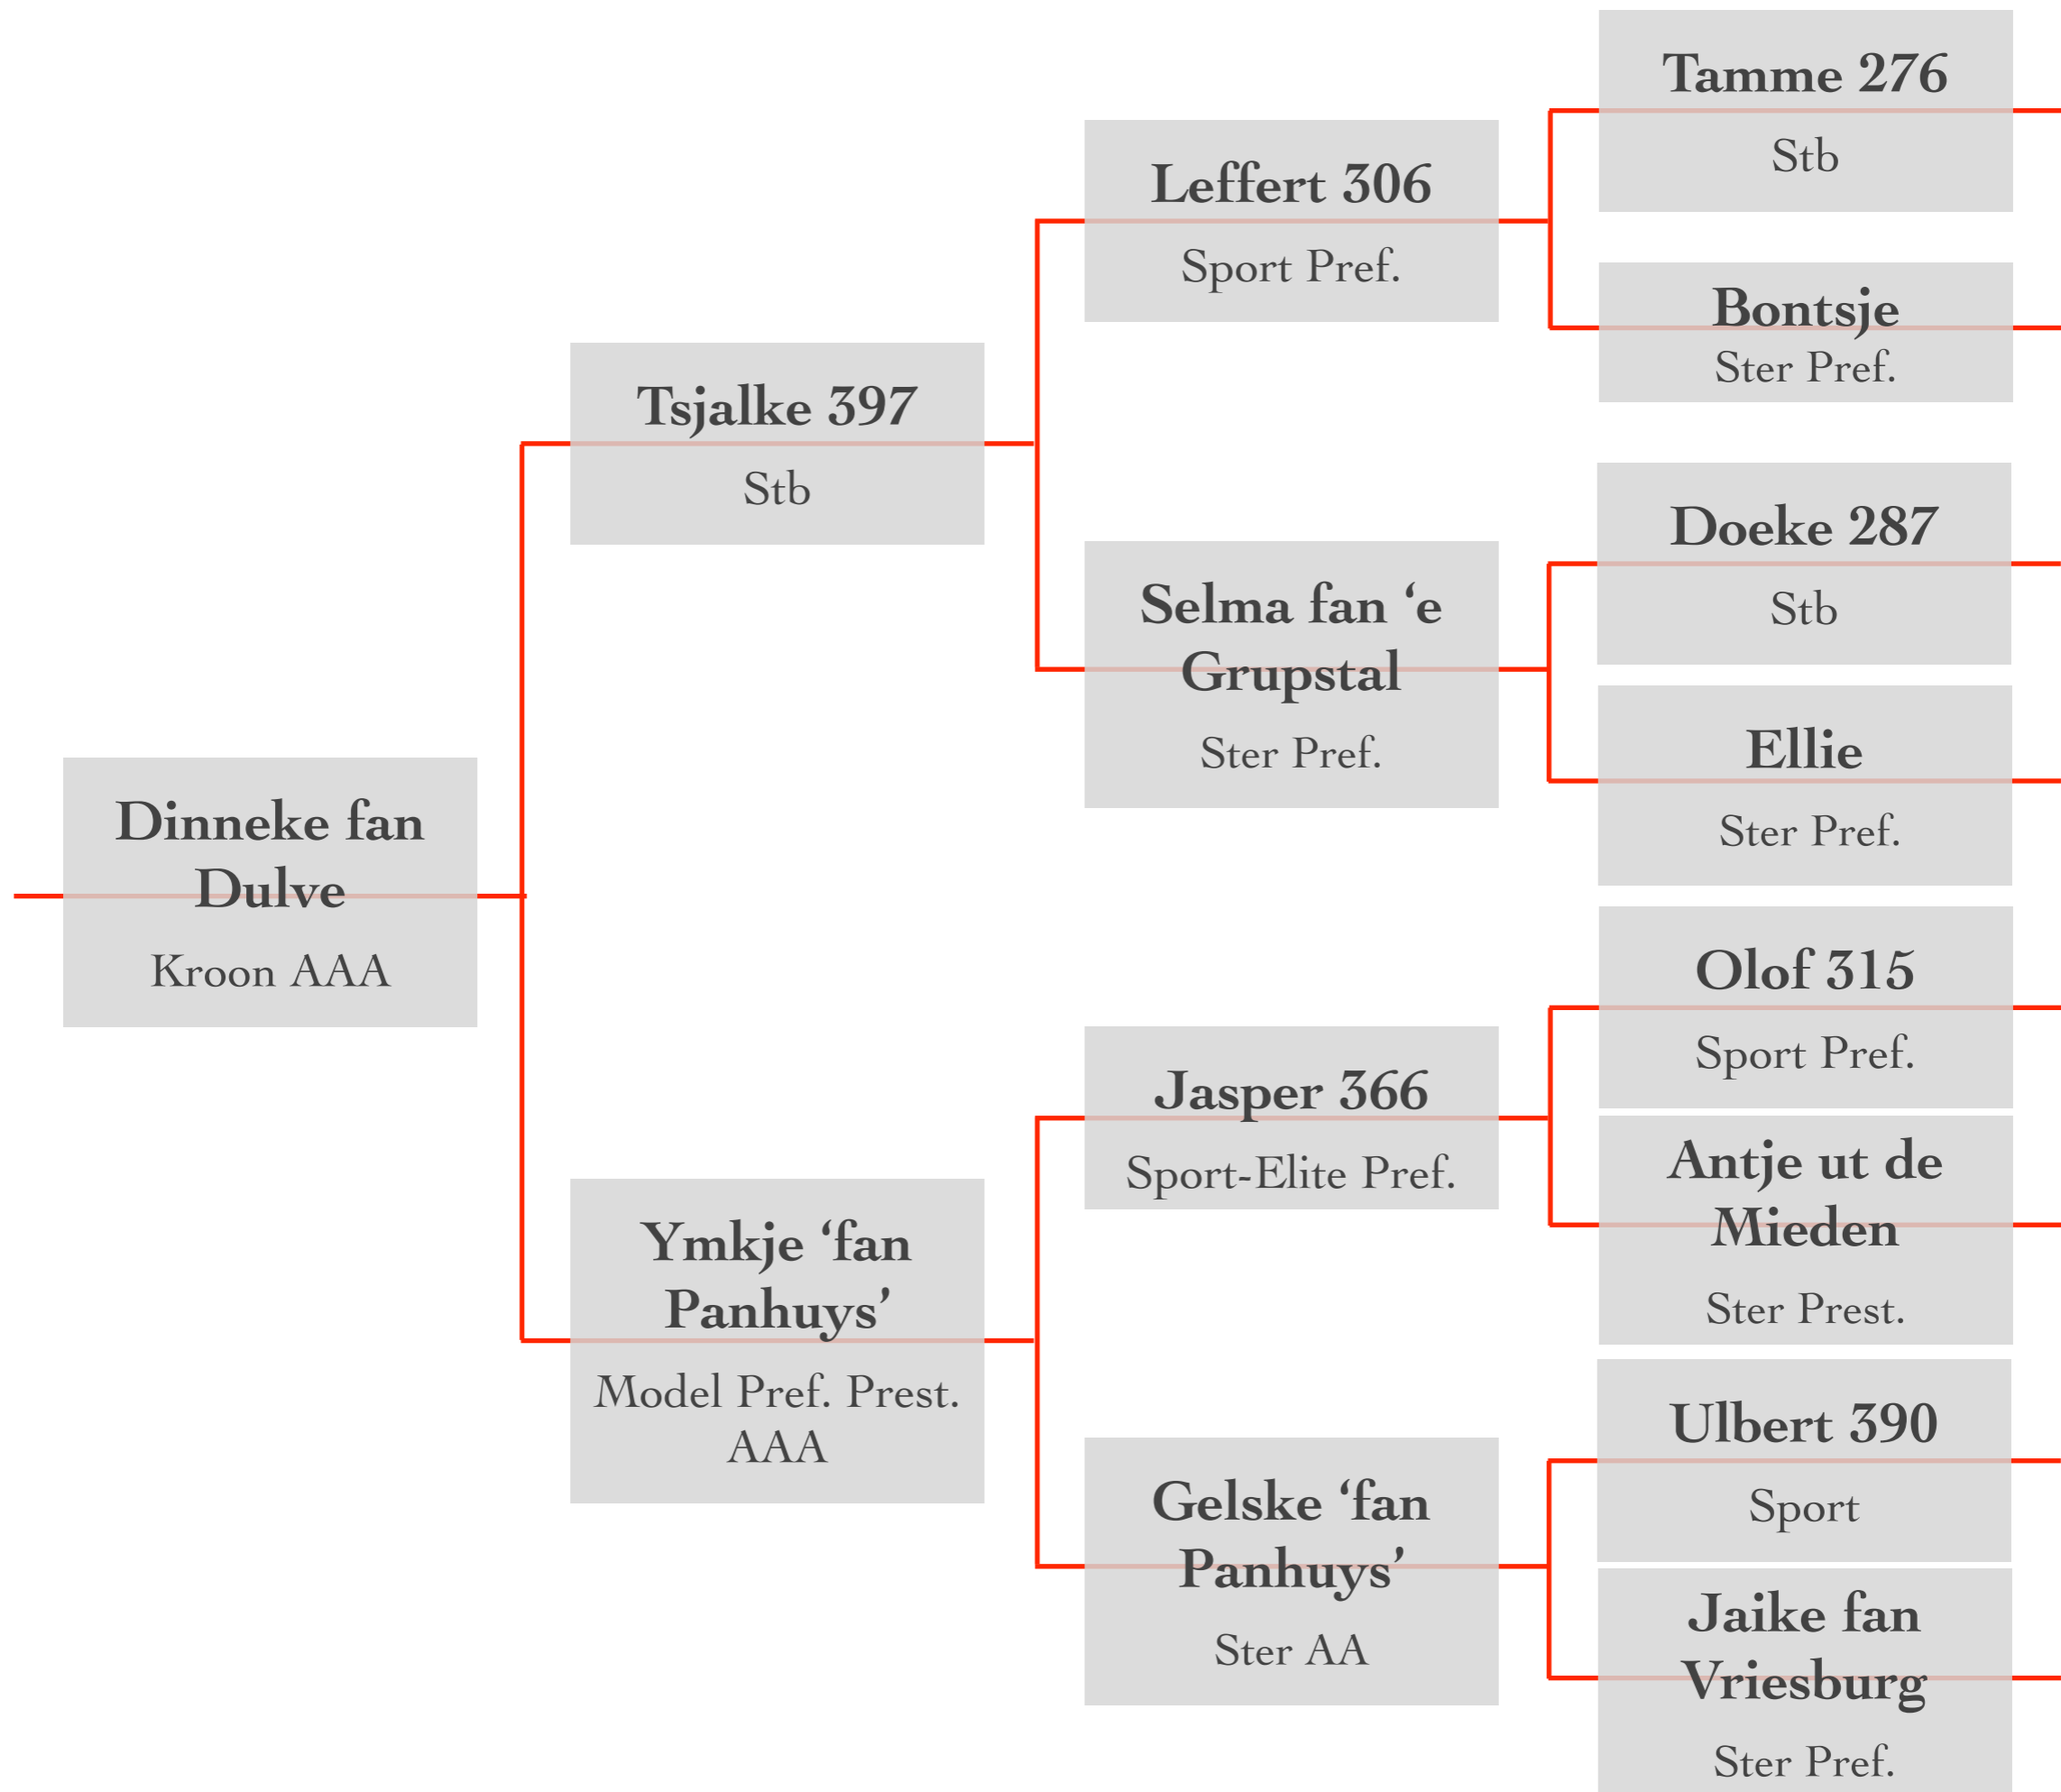 Dinneke fan
Dulve
Kroon AAA
Tsjalke 397
Stb
Ymkje ‘fan
Panhuys’
Model Pref. Prest.
AAA
Leffert 306
Sport Pref.
Selma fan ‘e
Grupstal
Ster Pref.
Jasper 366
Sport-Elite Pref.
Gelske ‘fan
Panhuys’
Ster AA
Tamme 276
Stb
Bontsje
Ster Pref.
Doeke 287
Stb
Ellie
Ster Pref.
Olof 315
Sport Pref.
Antje ut de
Mieden
Ster Prest.
Ulbert 390
Sport
Jaike fan
Vriesburg
Ster Pref.